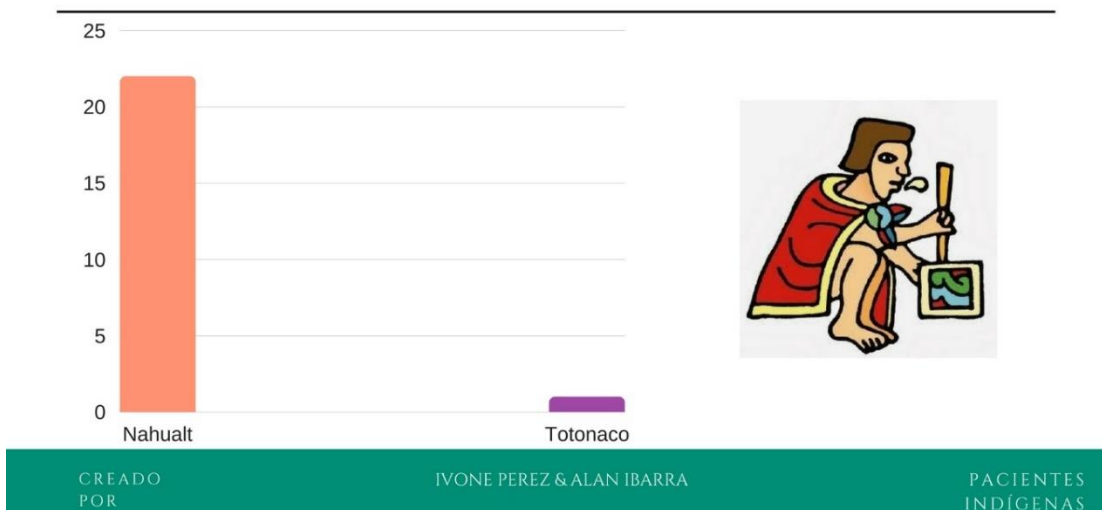 25
20
15
10
5
0
Nahualt
Totonaco
CREADO
POR
IVONE PEREZ & ALAN IBARRA
PACIENTES
INDÍGENAS